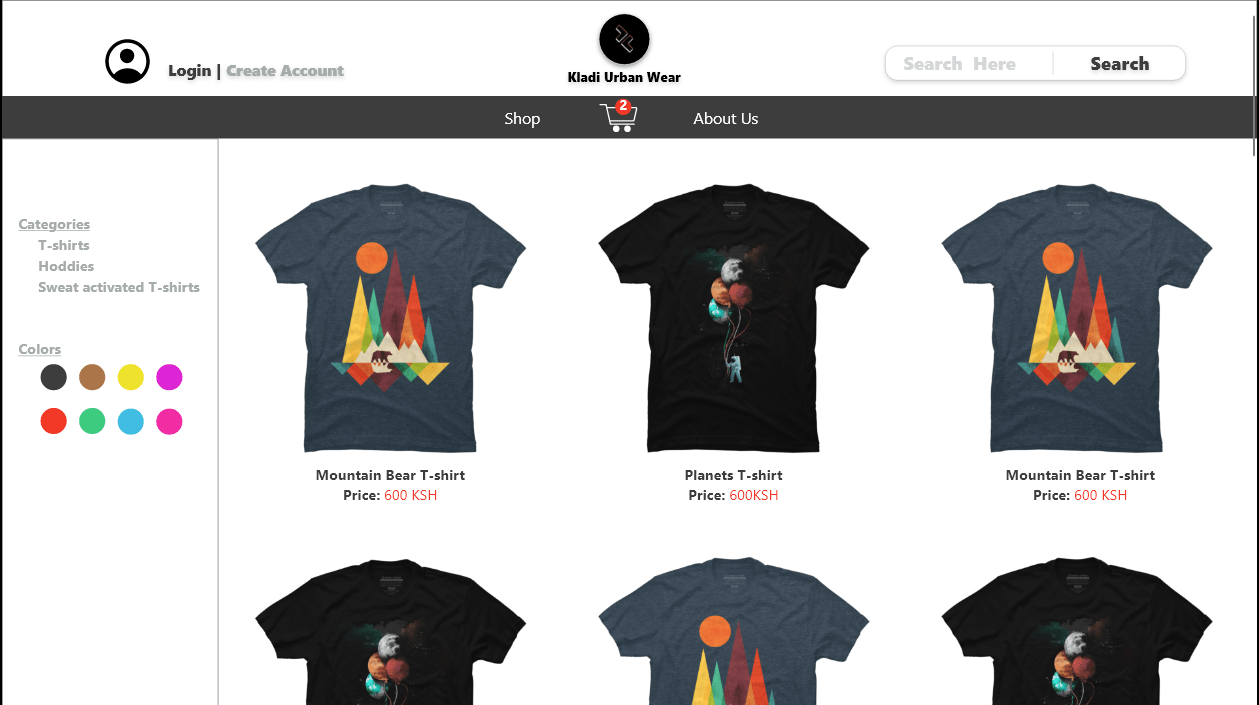 Login | Create Account
Kladi Urban Wear
Search Here
Search
Shop
2
About Us
Categories
T-shirts
Hoddies
Sweat activated T-shirts
Colors
Mountain Bear T-shirt
Price: 600 KSH
Planets T-shirt
Price: 600KSH
Mountain Bear T-shirt
Price: 600 KSH